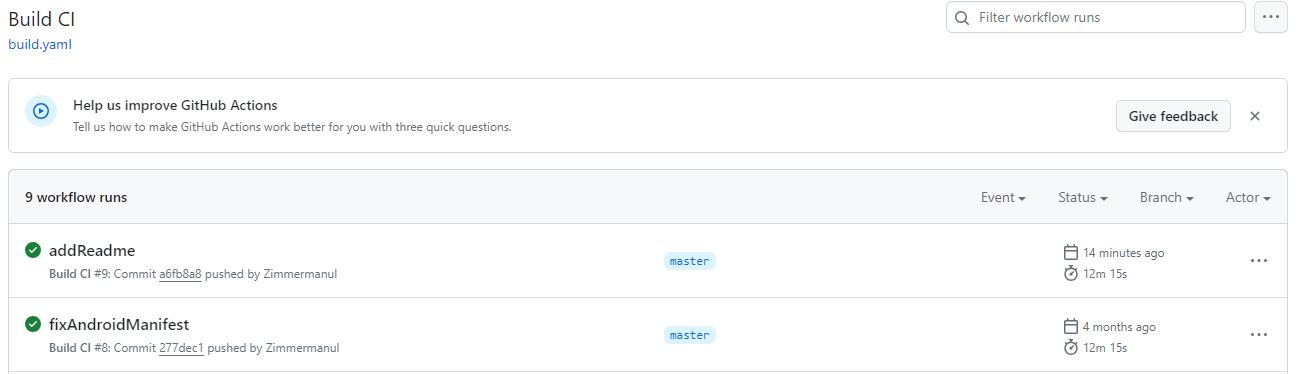 Build CI
Filter workflow runs
build.yaml
Help us improve GitHub Actions
Tell us how to make GitHub Actions work better for you with three quick questions.
Give feedback
9 workflow runs
Event Status Branch Actor
addReadme
master
14 minutes ago
Build CI #9: Commit a6fb8a8 pushed by Zimmermanul
12m 15s
fixAndroidManifest
master
4 months ago
Build CI #8: Commit 277dec1 pushed by Zimmermanul
12m 15s